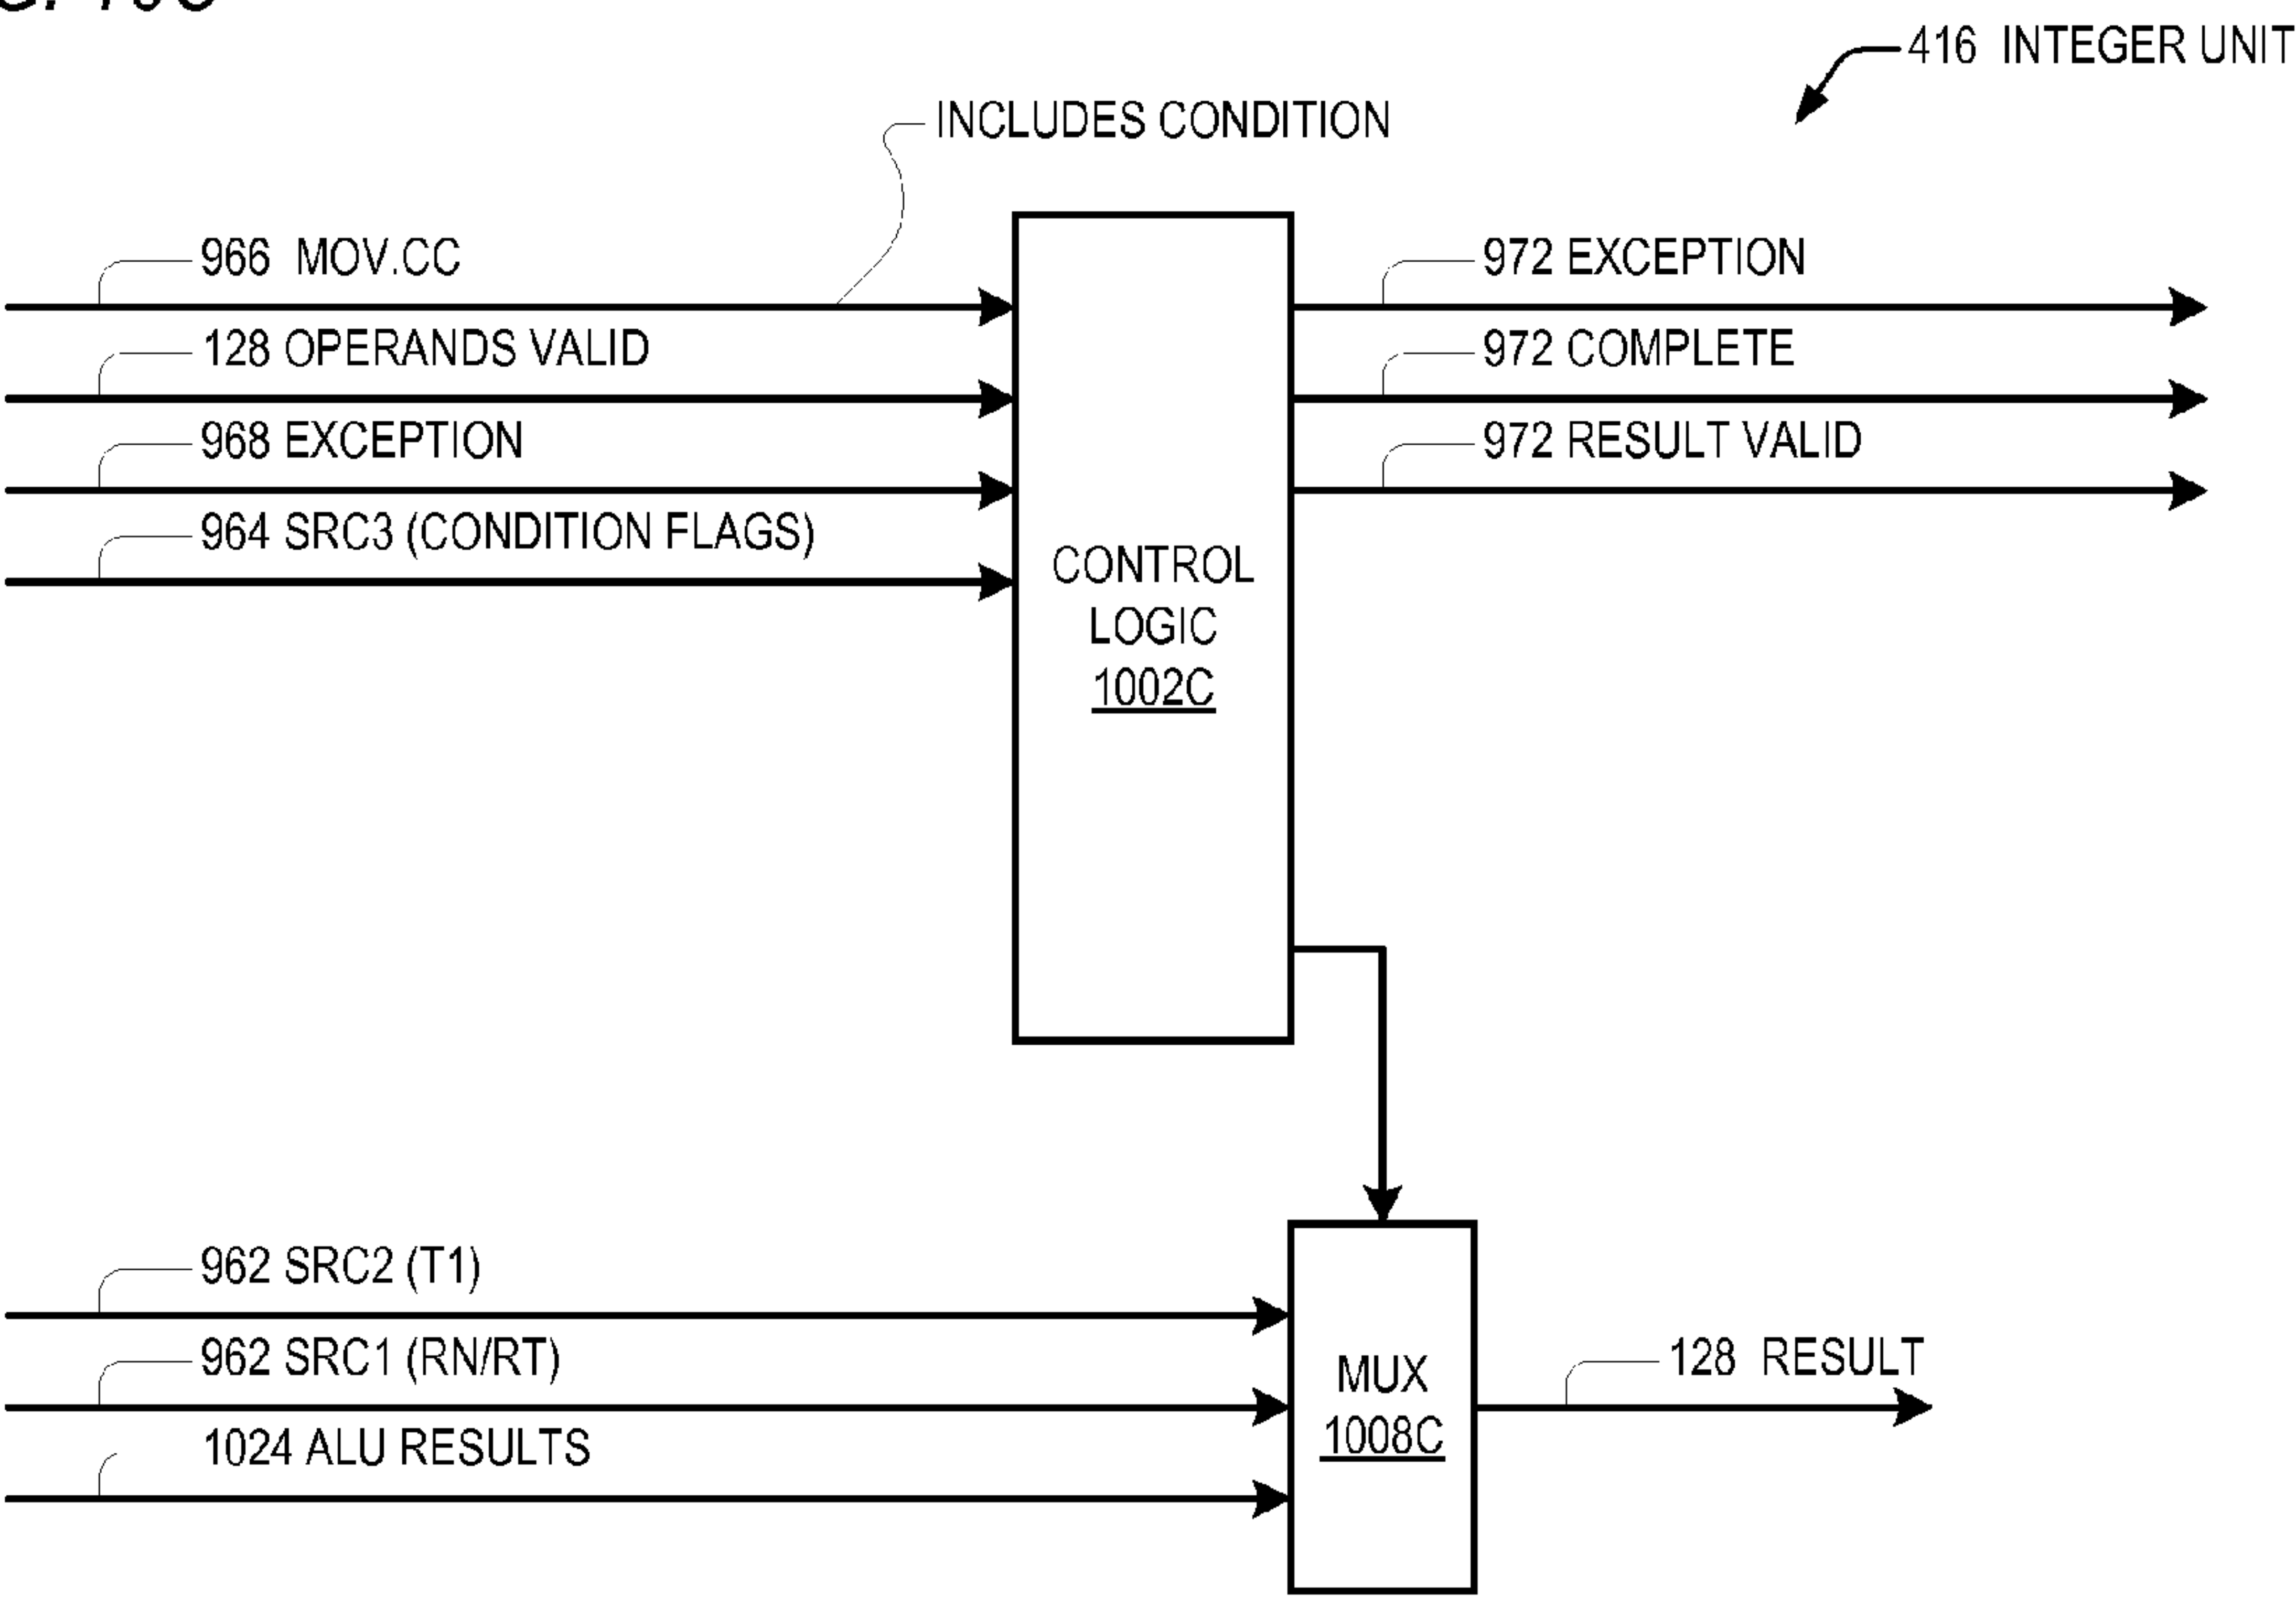 416 INTEGER UNIT
INCLUDES CONDITION
966 MOV.CC
972 EXCEPTION
128 OPERANDS VALID
972 COMPLETE
968 EXCEPTION
972 RESULT VALID
964 SRC3 (CONDITION FLAGS)
CONTROL
LOGIC
1002C
962 SRC2 (T1)
962 SRC1 (RN/RT)
128 RESULT
MUX
1008C
1024 ALU RESULTS